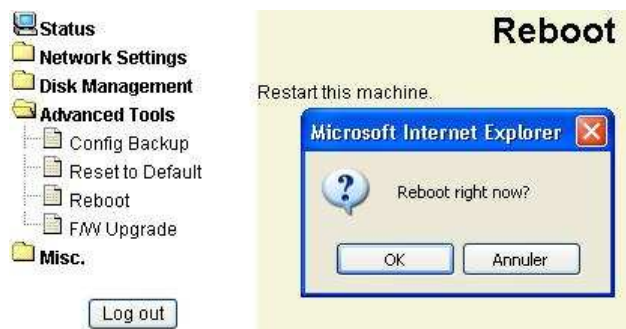 Status
Network Settings
Disk Management
Advanced Tools
Config Backup
Reset to Default
Reboot
F/W Upgrade
Misc.
Log out
Reboot
Restart this machine.
Microsoft Internet Explorer
Reboot right now?
OK
Annuler